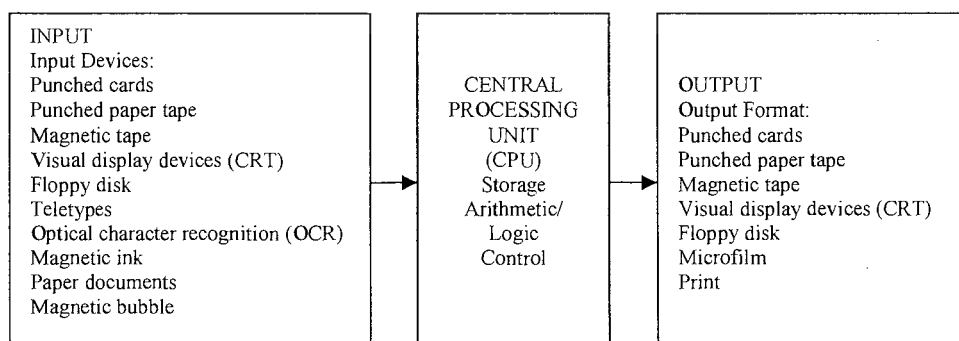 INPUT
Input Devices:
Punched cards
Punched paper tape
Magnetic tape
Visual display devices (CRT)
Floppy disk
Teletypes
Optical character recognition (OCR)
Magnetic ink
Paper documents
Magnetic bubble
CENTRAL
PROCESSING
UNIT
(CPU)
Storage
Arithmetic/
Logic
Control
OUTPUT
Output Format:
Punched cards
Punched paper tape
Magnetic tape
Visual display devices (CRT)
Floppy disk
Microfilm
Print